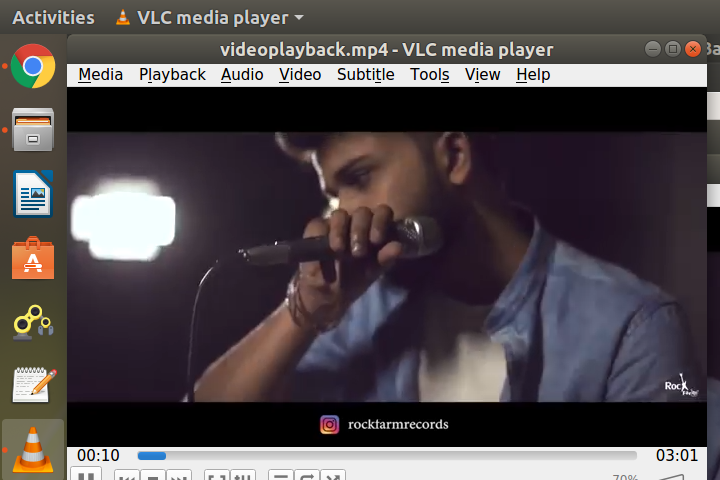 Activities
VLC media player
videoplayback.mp4 - VLC media player
Media Playback Audio Video Subtitle Tools View Help
Rock
rockfarmrecords
00:10
03:01
70%